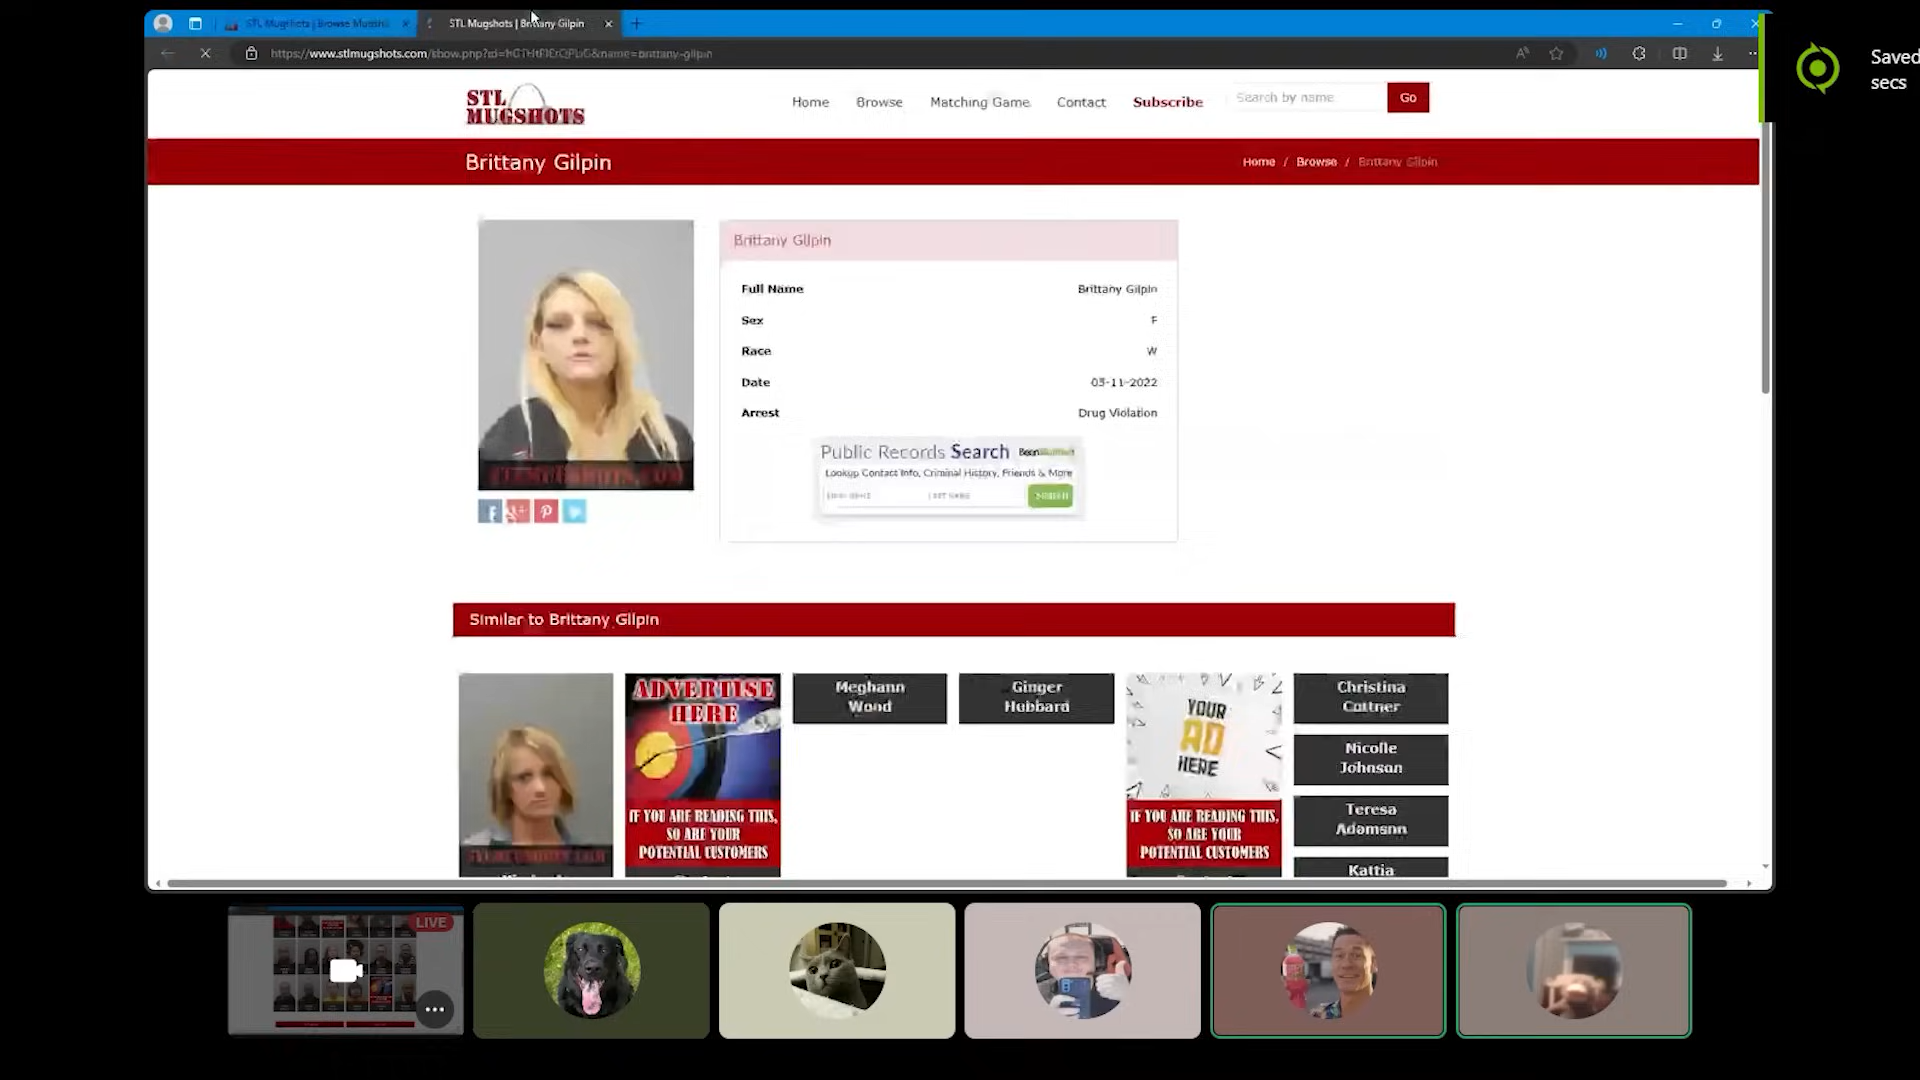 STL Mugshots | Browse Mugshots
STL Mugshots | Brittany Gilpin
Saved
secs
https://www.stlmugshots.com/show.php?
name=brittany-gilpin
STL
MUGSHOTS
Home
Browse
Matching Game
Contact
Subscribe
Search by name
Go
Brittany Gilpin
Home / Browse / Brittany Gilpin
Brittany Gilpin
Full Name Brittany Gilpin
Sex F
Race W
Date 03-11-2022
Arrest Drug Violation
STLMUGSHOTS.COM
Public Records Search
Lookup Contact Info, Criminal History, Friends & More
SEARCH
Similar to Brittany Gilpin
ADVERTISE
HERE
IF YOU ARE READING THIS,
SO ARE YOUR
POTENTIAL CUSTOMERS
Meghann
Wood
Ginger
Hubbard
YOUR
AD
HERE
IF YOU ARE READING THIS,
SO ARE YOUR
POTENTIAL CUSTOMERS
Christina
Cottner
Nicolle
Johnson
Teresa
Adamson
Kattia
STLMUGSHOTS.COM
LIVE